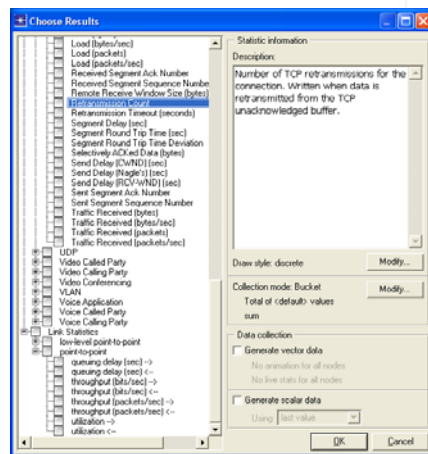 Choose Results
Load (bytes/sec)
Load (packets)
Load (packets/sec)
Received Segment Ack Number
Received Segment Sequence Numbe
Remote Receive Window Size (bytes)
Retransmission Count
Retransmission Timeout (seconds)
Segment Delay (sec)
Segment Round Trip Time (sec)
Segment Round Trip Time Deviation
Selectively ACKed Data (bytes)
Send Delay (CWND) (sec)
Send Delay (Nagle's) (sec)
Send Delay (RCV-WND) (sec)
Sent Segment Ack Number
Sent Segment Sequence Number
Traffic Received (bytes)
Traffic Received (bytes/sec)
Traffic Received (packets)
Traffic Received (packets/sec)
UDP
Video Called Party
Video Calling Party
Video Conferencing
VLAN
Voice Application
Voice Called Party
Voice Calling Party
Link Statistics
low-level point-to-point
point-to-point
queuing delay (sec) -->
queuing delay (sec) <--
throughput (bits/sec) -->
throughput (bits/sec) <--
throughput (packets/sec) -->
throughput (packets/sec) <--
utilization -->
utilization <--
Statistic information
Description:
Number of TCP retransmissions for the
connection. Written when data is
retransmitted from the TCP
unacknowledged buffer.
Draw style: discrete
Modify...
Collection mode: Bucket
Modify...
Total of <default> values
sum
Data collection
Generate vector data
No animation for all nodes
No live stats for all nodes
Generate scalar data
Using last value
OK
Cancel